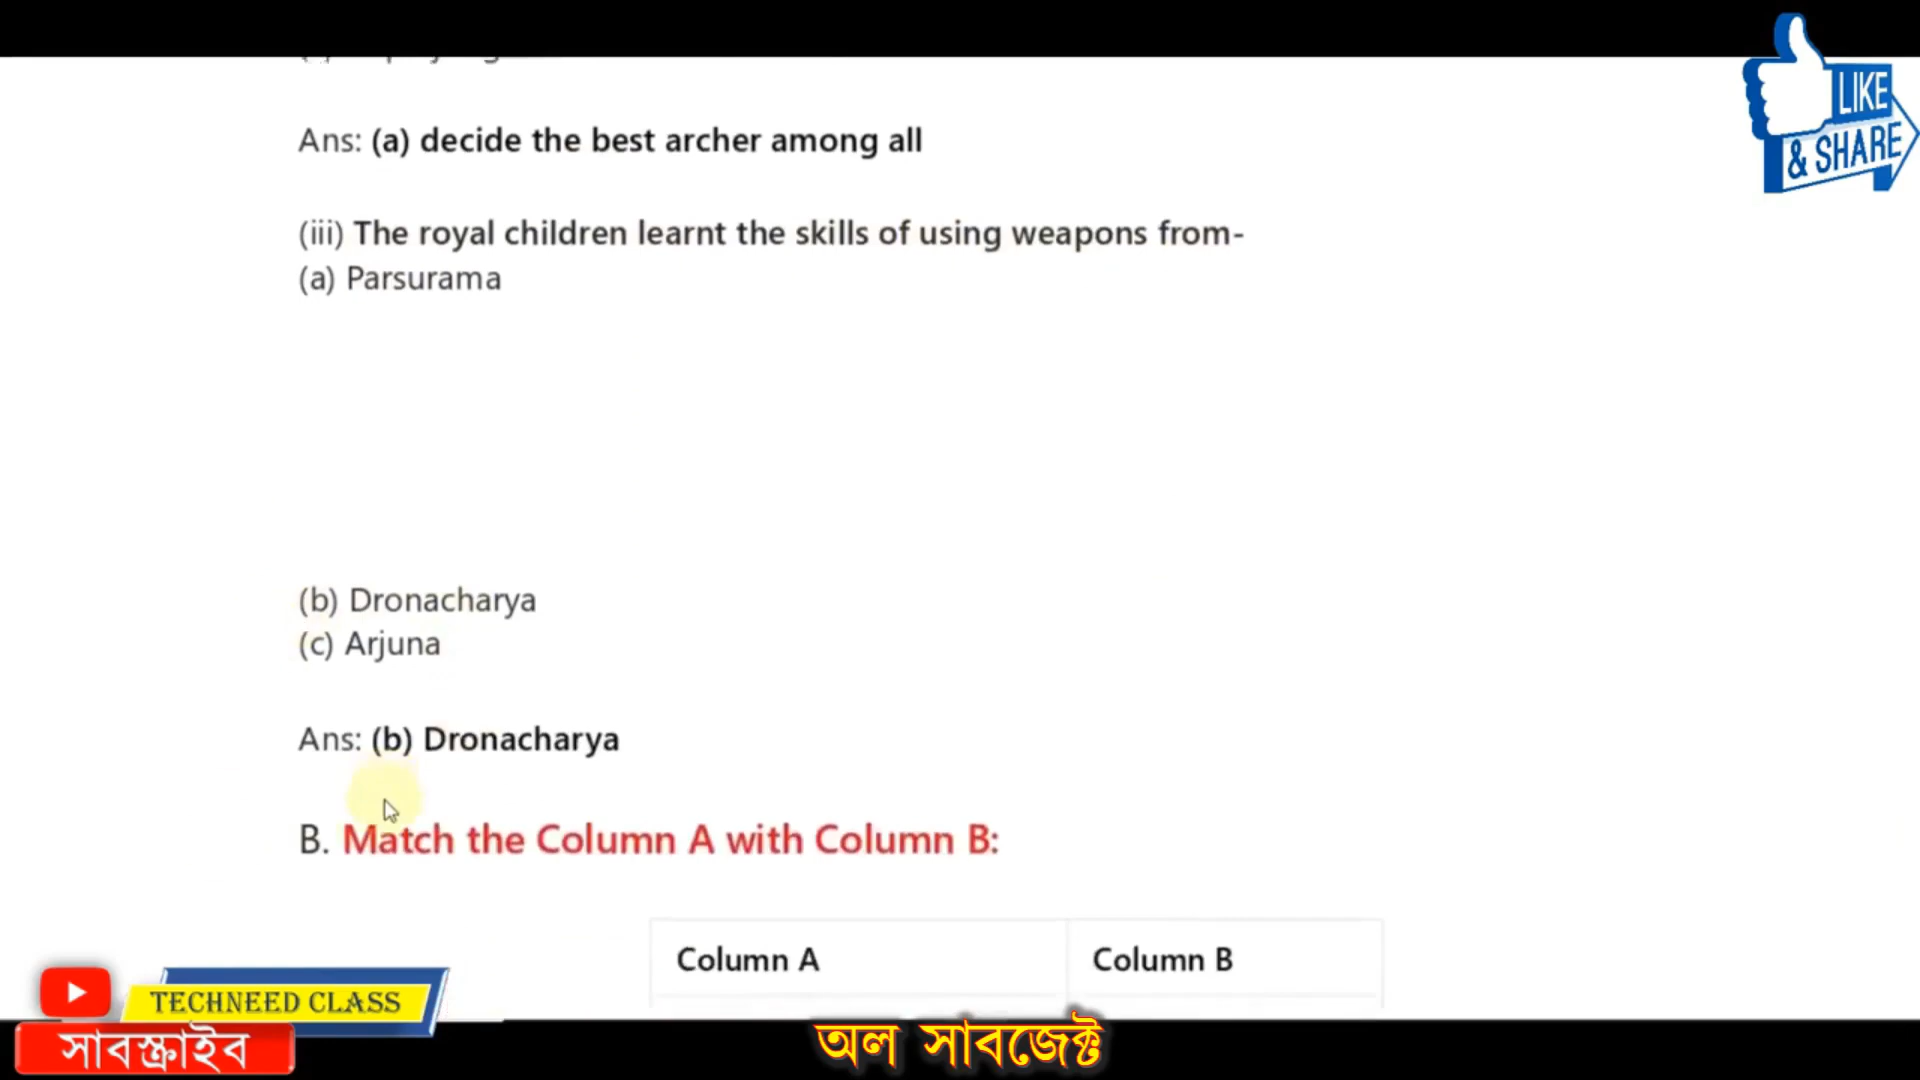 LIKE
& SHARE
Ans: (a) decide the best archer among all
(iii) The royal children learnt the skills of using weapons from-
(a) Parsurama
(b) Dronacharya
(c) Arjuna
Ans: (b) Dronacharya
B. Match the Column A with Column B:
Column A Column B
TECHNEED CLASS
সাবস্ক্রাইব
অল সাবজেক্ট